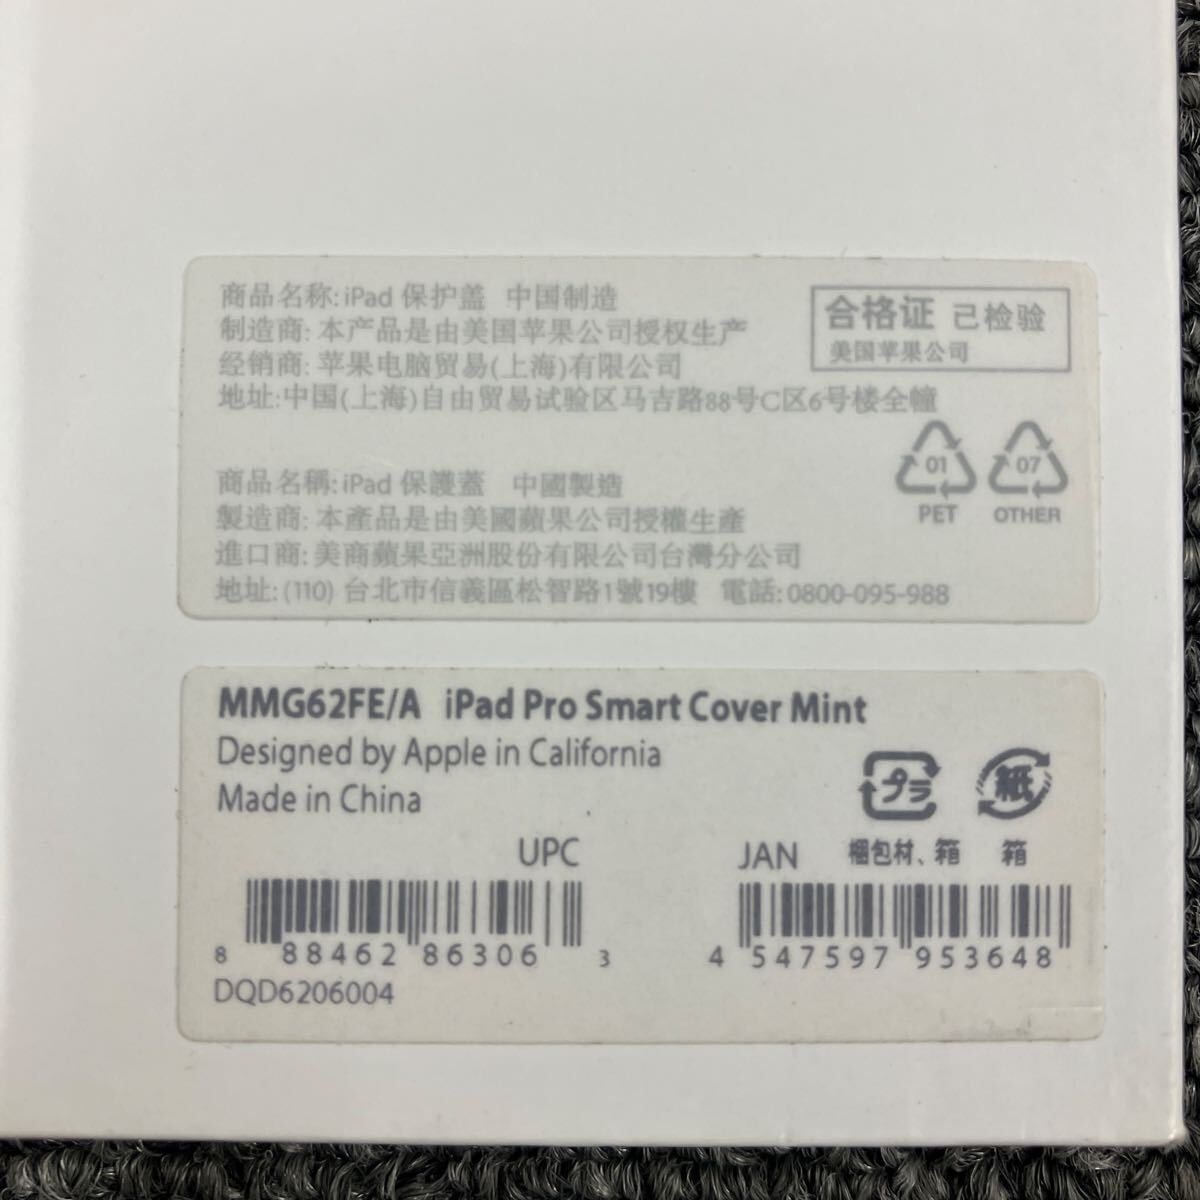 商品名称: iPad 保护盖 中国制造
制造商: 本产品是由美国苹果公司授权生产
经销商: 苹果电脑贸易(上海)有限公司
地址:中国(上海)自由贸易试验区马吉路88号C区6号楼全幢
合格证 已检验
美国苹果公司
01
PET
07
OTHER
商品名稱: iPad 保護蓋 中國製造
製造商: 本產品是由美國蘋果公司授權生產
進口商: 美商蘋果亞洲股份有限公司台灣分公司
地址: (110) 台北市信義區松智路1號19樓 電話: 0800-095-988
MMG62FE/A iPad Pro Smart Cover Mint
Designed by Apple in California
Made in China
プラ
紙
梱包材、箱
箱
UPC
8 88462 86306 3
DQD6206004
JAN
4 547597 953648